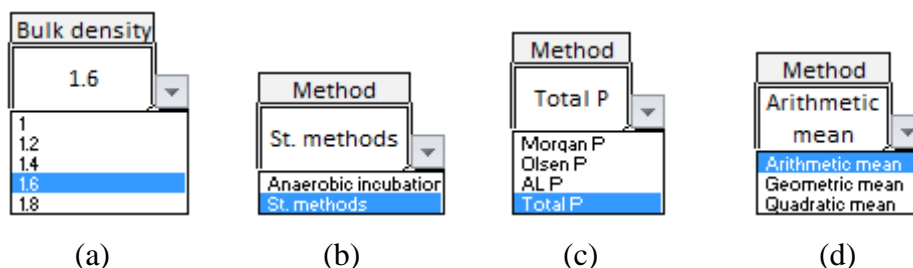 Bulk density
1.6
1
1.2
1.4
1.6
1.8
(a)
Method
St. methods
Anaerobic incubation
St. methods
(b)
Method
Total P
Morgan P
Olsen P
AL P
Total P
(c)
Method
Arithmetic
mean
Arithmetic mean
Geometric mean
Quadratic mean
(d)